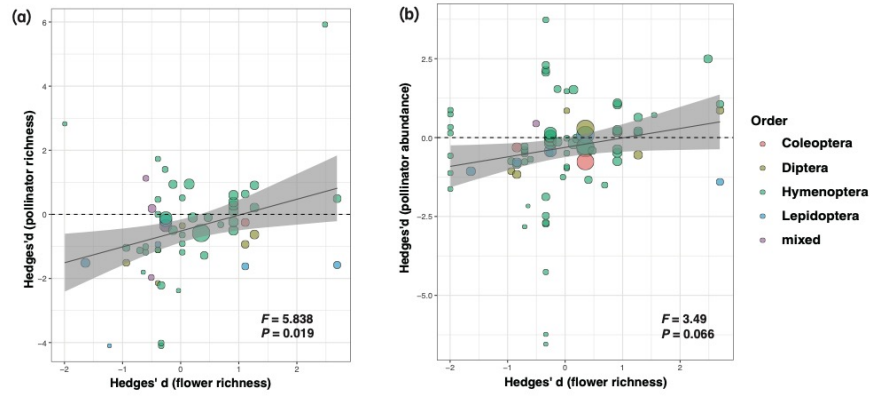 (a)
6
4
2
0
−2
−4
Hedges'd (pollinator richness)
F = 5.838
P = 0.019
−2
−1
0
1
2
Hedges' d (flower richness)
(b)
2.5
0.0
−2.5
−5.0
Hedges'd (pollinator abundance)
F = 3.49
P = 0.066
−2
−1
0
1
2
Hedges' d (flower richness)
Order
Coleoptera
Diptera
Hymenoptera
Lepidoptera
mixed